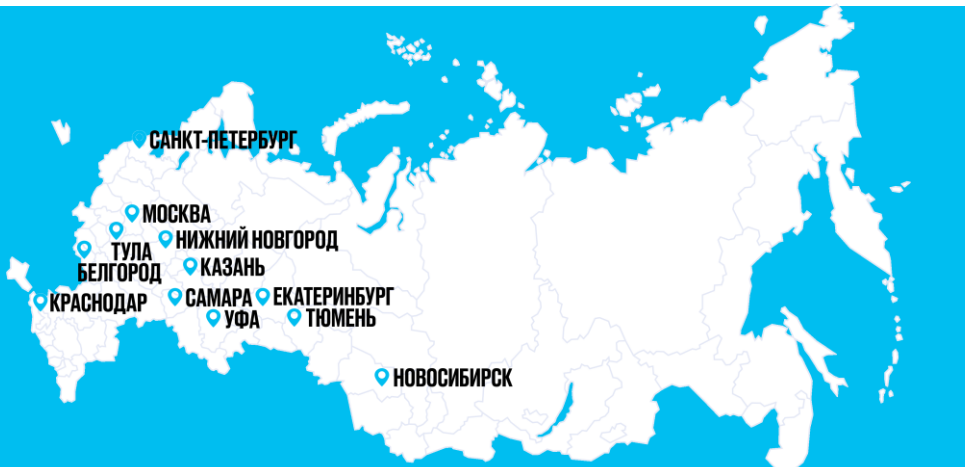 САНКТ-ПЕТЕРБУРГ
МОСКВА
НИЖНИЙ НОВГОРОД
ТУЛА
БЕЛГОРОД
КАЗАНЬ
КРАСНОДАР
САМАРА
ЕКАТЕРИНБУРГ
УФА
ТЮМЕНЬ
НОВОСИБИРСК